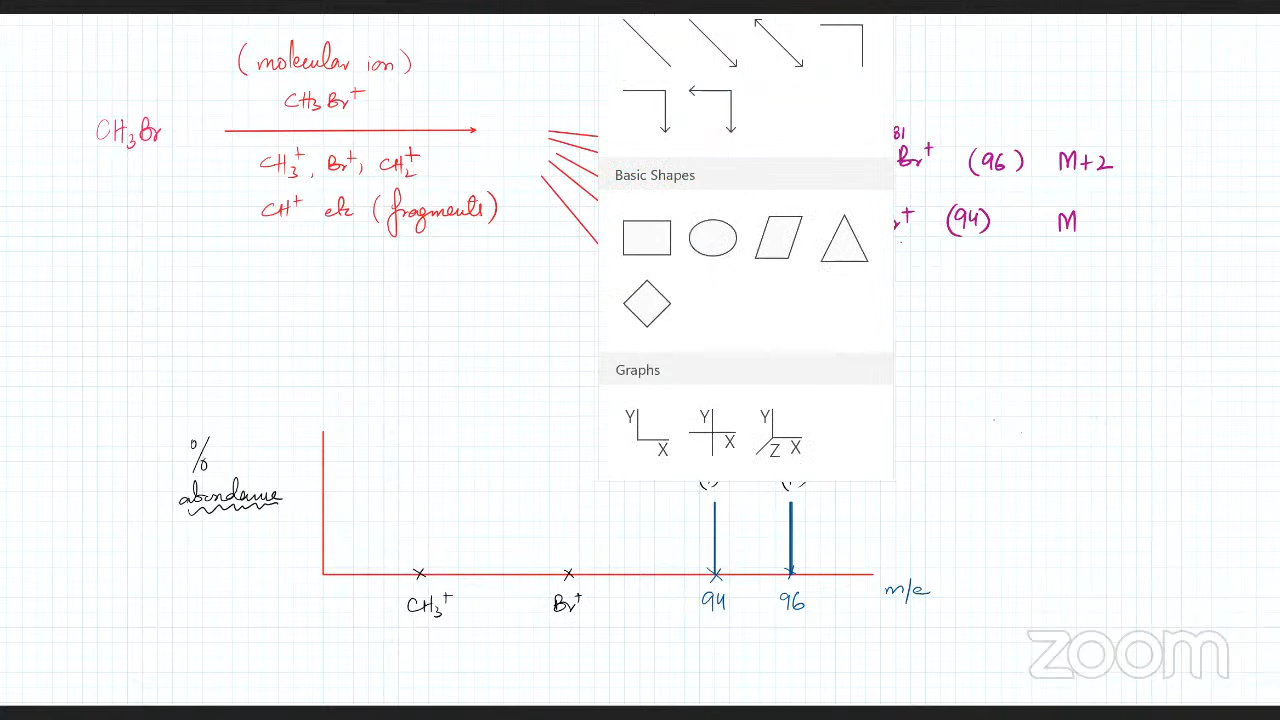 (molecular ion)
CH3Br+
CH3Br
CH3+, Br+, CH2+
CH+ etc (fragments)
81
Br+ (96) M+2
r+ (94) M
Basic Shapes
Graphs
Y X
Y X
Y Z X
%
abundance
CH3+ Br+ 94 96 m/e
zoom